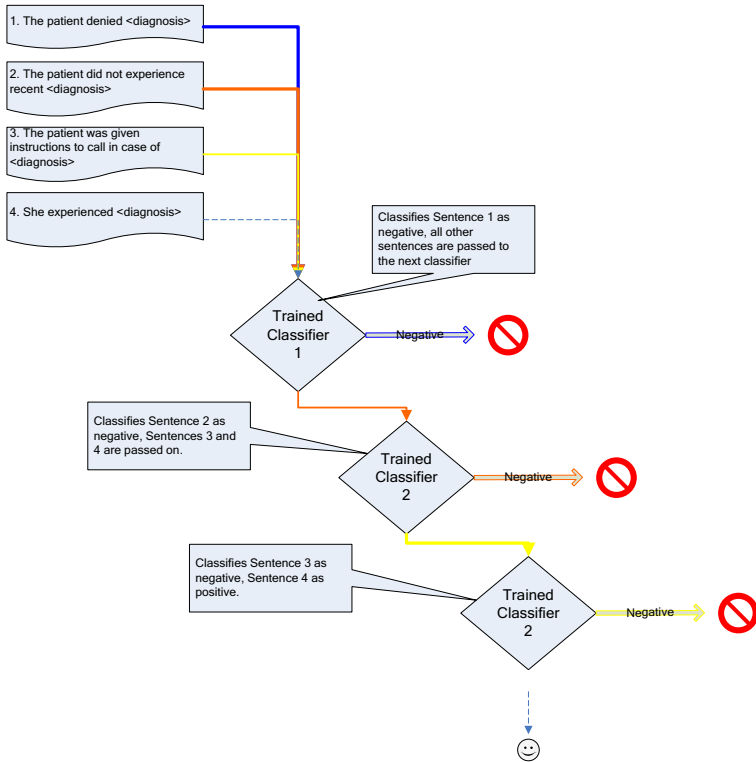 1. The patient denied <diagnosis>
2. The patient did not experience
recent <diagnosis>
3. The patient was given
instructions to call in case of
<diagnosis>
4. She experienced <diagnosis>
Classifies Sentence 1 as
negative, all other
sentences are passed to
the next classifier
Trained
Classifier
1
Negative
Classifies Sentence 2 as
negative, Sentences 3 and
4 are passed on.
Trained
Classifier
2
Negative
Classifies Sentence 3 as
negative, Sentence 4 as
positive.
Trained
Classifier
2
Negative